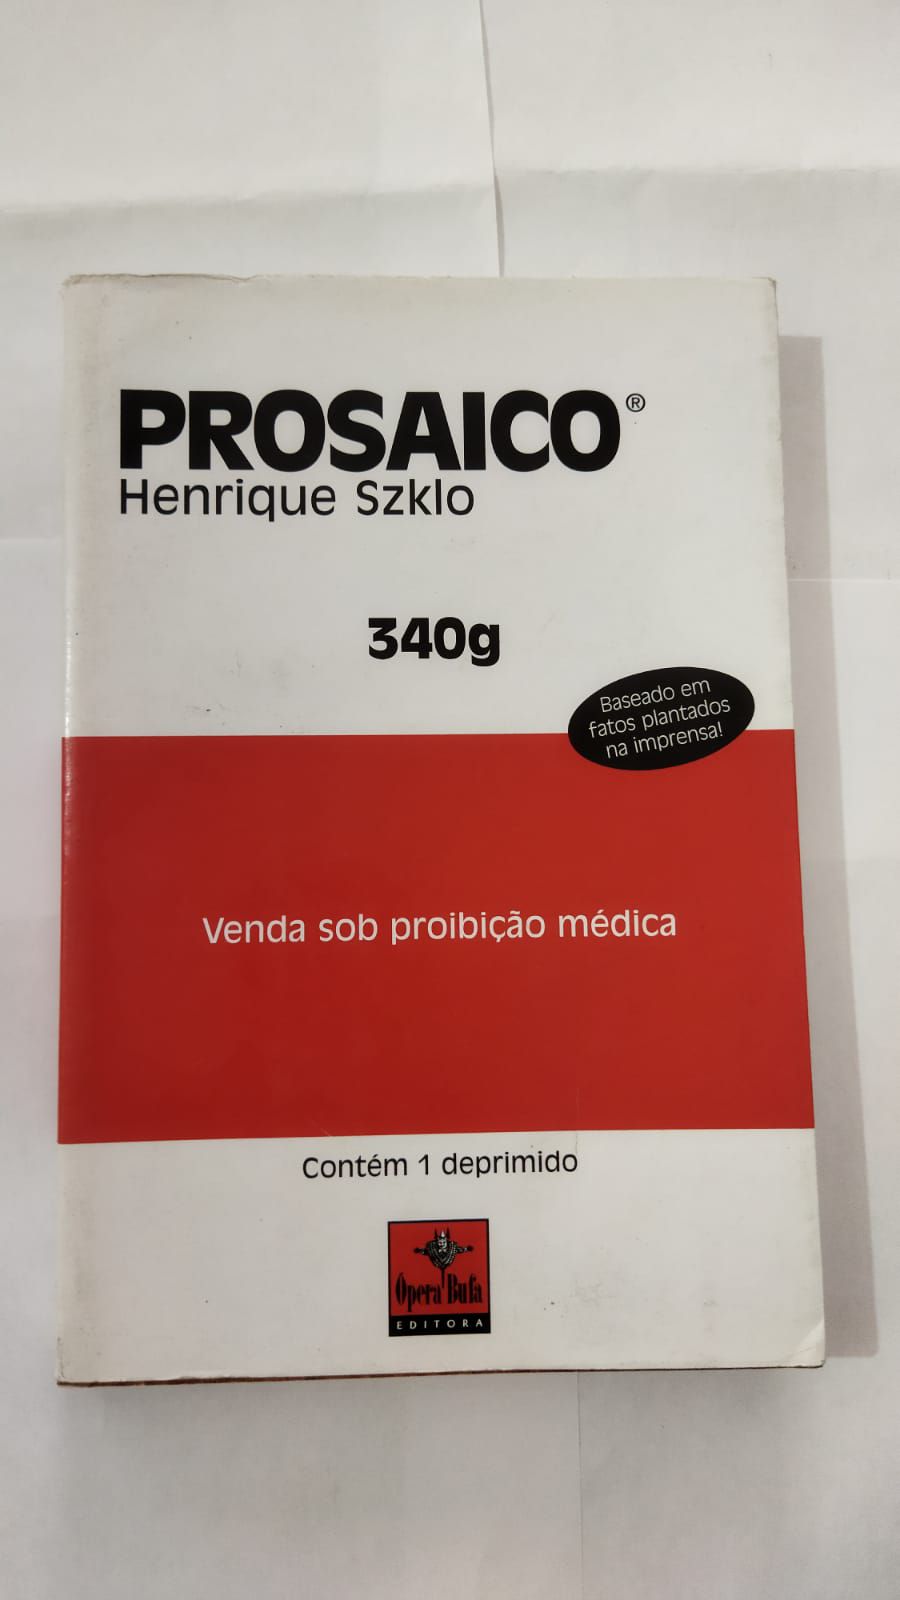 PROSAICO®
Henrique Szklo
340g
Baseado em
fatos plantados
na imprensa!
Venda sob proibição médica
Contém 1 deprimido
Ópera Bufa
EDITORA